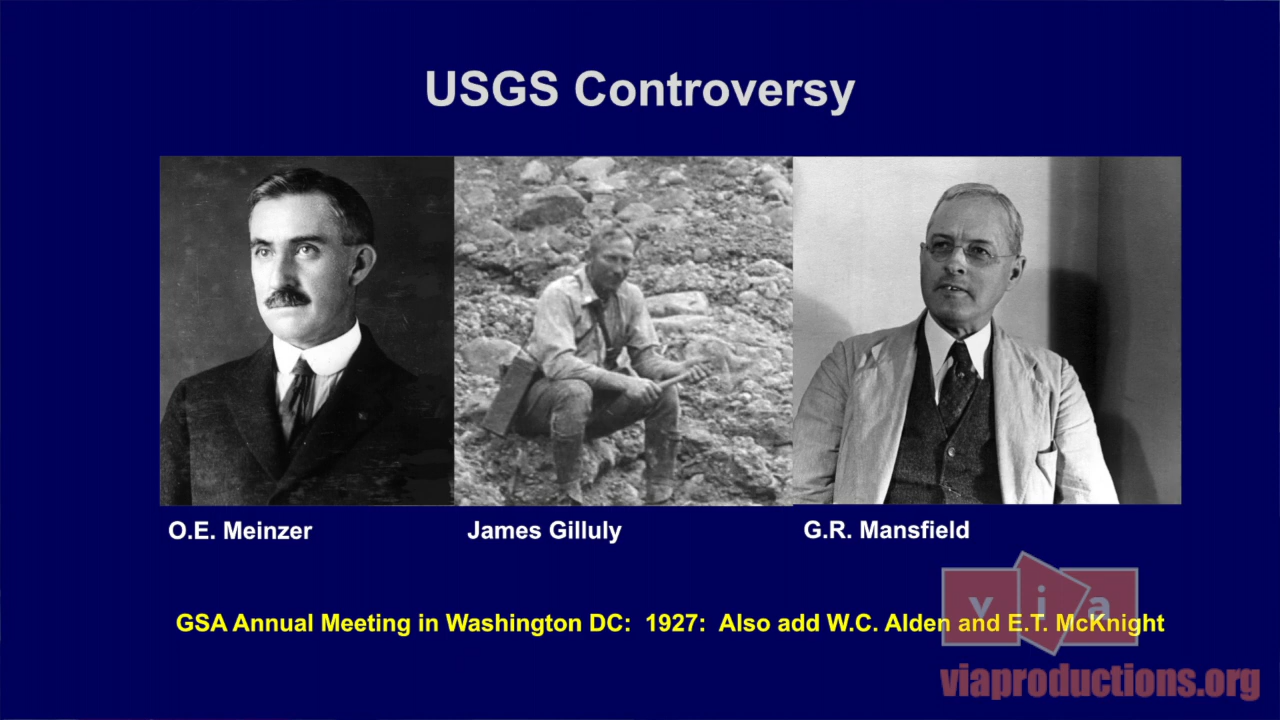 USGS Controversy
O.E. Meinzer
James Gilluly
G.R. Mansfield
GSA Annual Meeting in Washington DC:  1927:  Also add W.C. Alden and E.T. McKnight
via
viaproductions.org